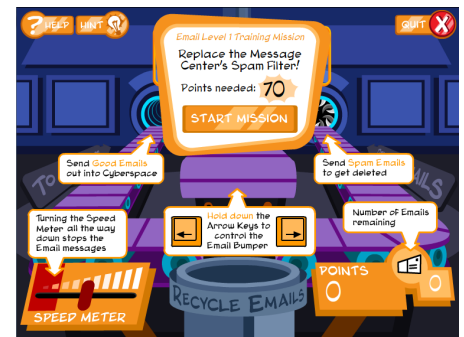 HELP
HINT
QUIT
Email Level 1 Training Mission
Replace the Message
Center's Spam Filter!
Points needed: 70
START MISSION
Send Good Emails
out into Cyberspace
Send Spam Emails
to get deleted
TO
AILS
Turning the Speed
Meter all the way
down stops the
Email messages
Hold down the
Arrow Keys to
control the
Email Bumper
Number of Emails
remaining
SPEED METER
RECYCLE EMAILS
POINTS
0
0